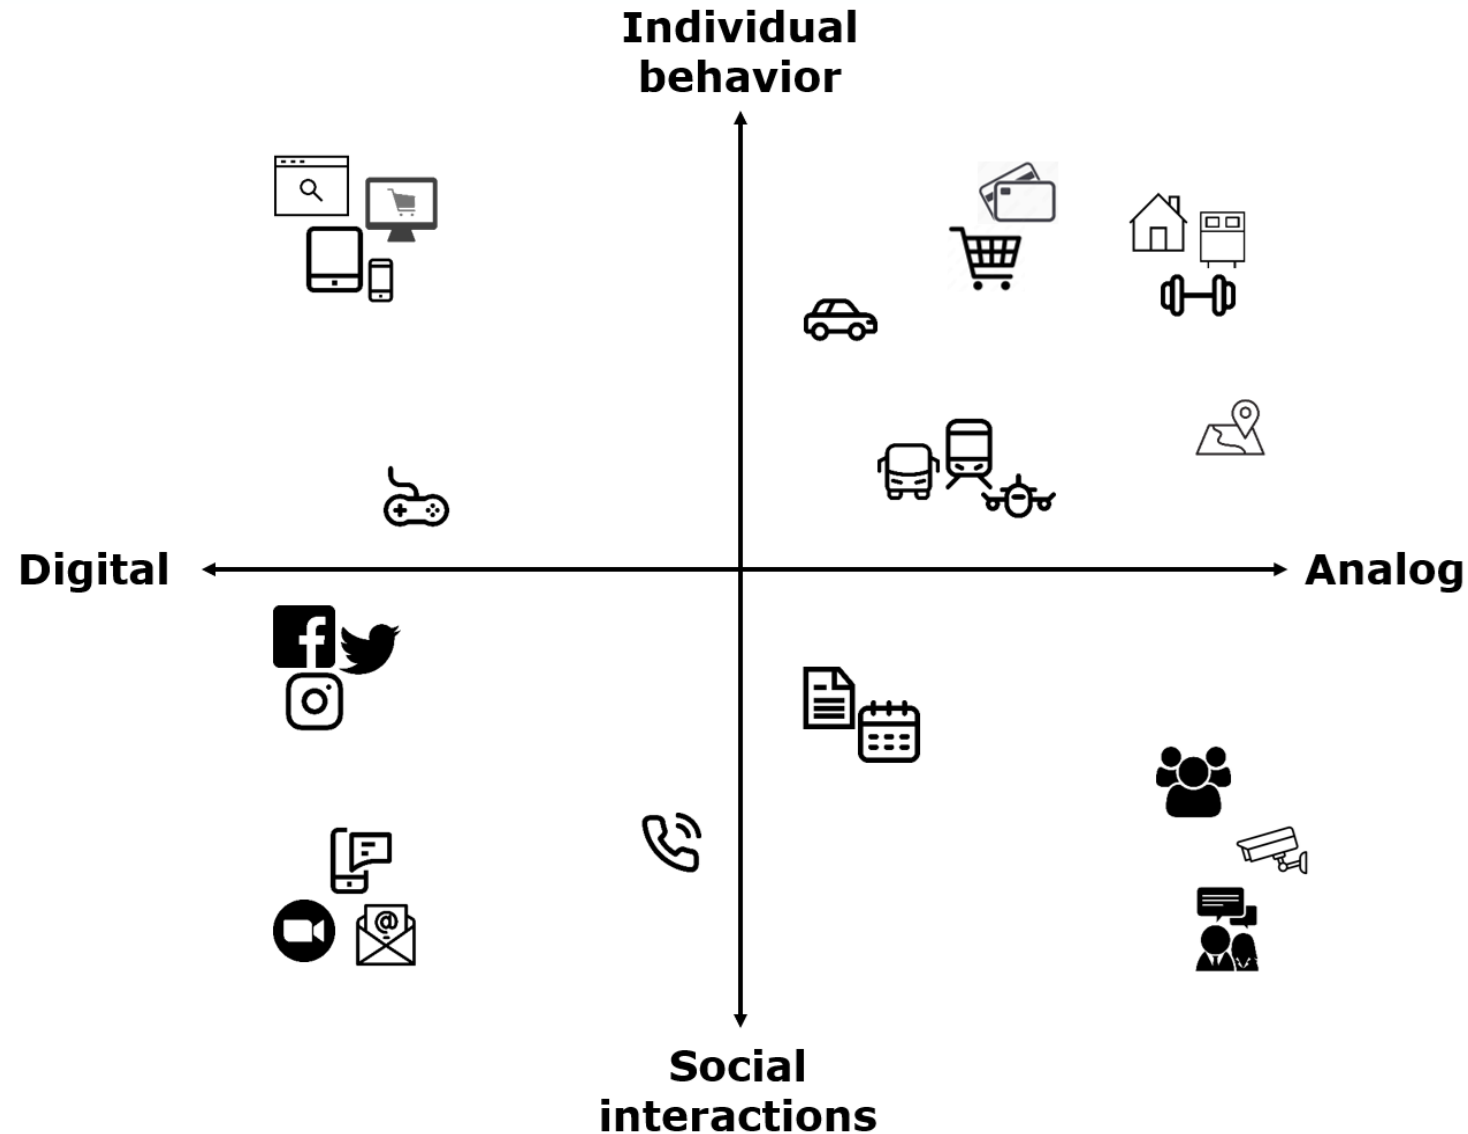 Individual
behavior
Digital
Analog
Social
interactions